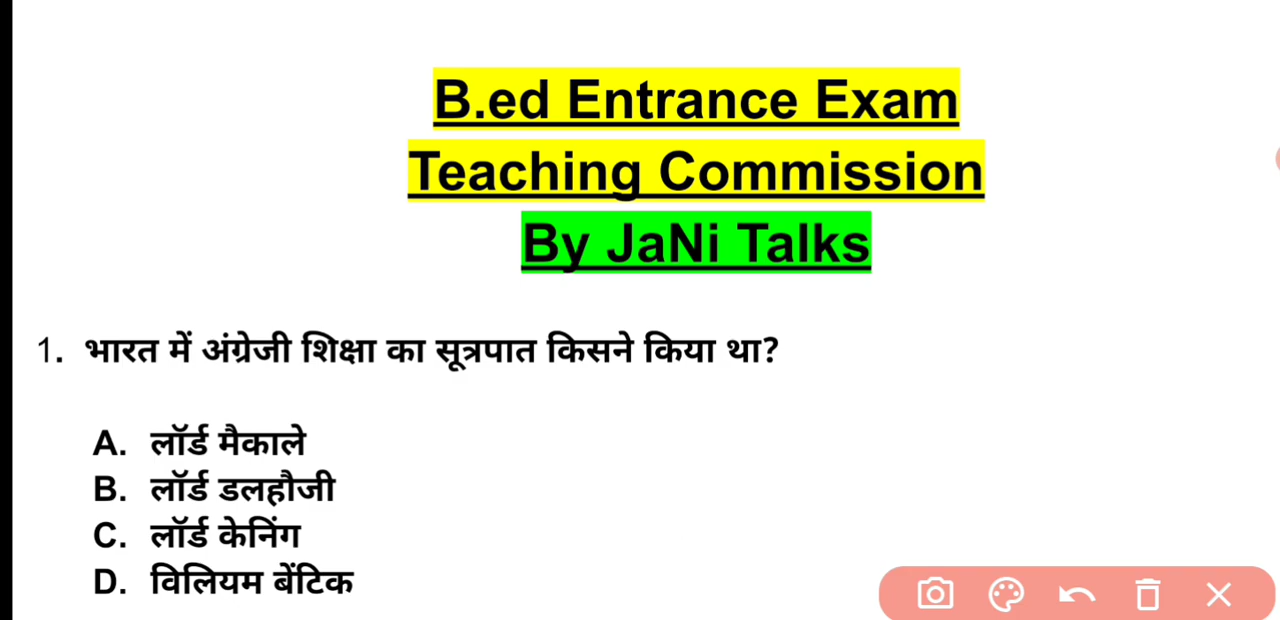 B.ed Entrance Exam
Teaching Commission
By JaNi Talks
1. भारत में अंग्रेजी शिक्षा का सूत्रपात किसने किया था?
A. लॉर्ड मैकाले
B. लॉर्ड डलहौजी
C. लॉर्ड केनिंग
D. विलियम बेंटिक